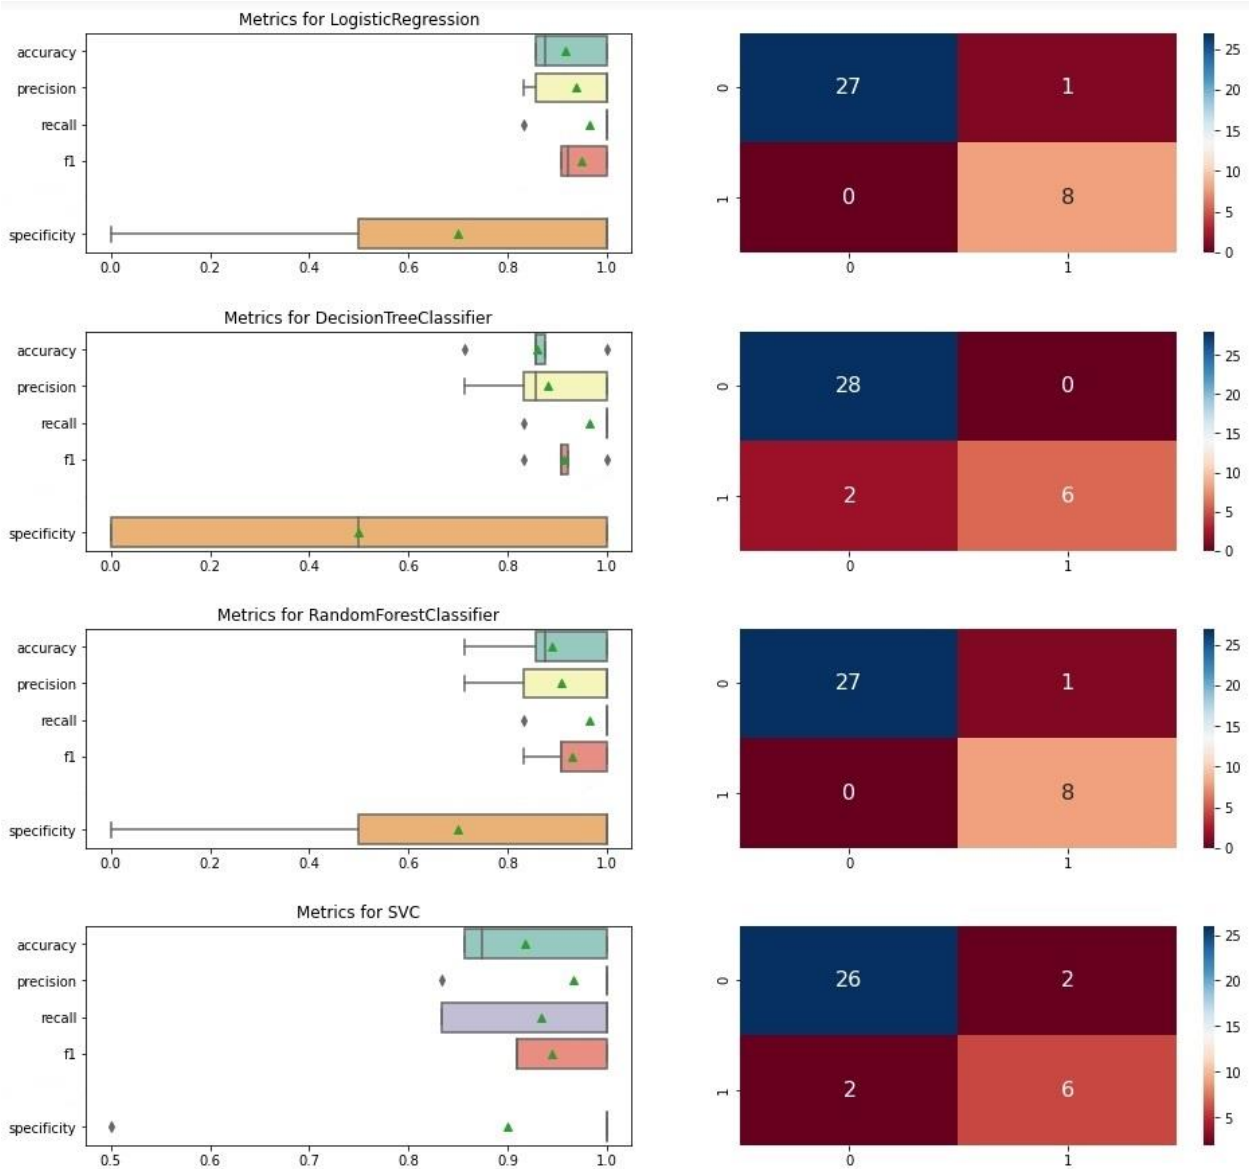 Metrics for LogisticRegression
accuracy
precision
recall
f1
specificity
0.0 0.2 0.4 0.6 0.8 1.0
27 1
0 8
0
1
0 1
25
20
15
10
5
0
Metrics for DecisionTreeClassifier
accuracy
precision
recall
f1
specificity
0.0 0.2 0.4 0.6 0.8 1.0
28 0
2 6
0
1
0 1
25
20
15
10
5
0
Metrics for RandomForestClassifier
accuracy
precision
recall
f1
specificity
0.0 0.2 0.4 0.6 0.8 1.0
27 1
0 8
0
1
0 1
25
20
15
10
5
0
Metrics for SVC
accuracy
precision
recall
f1
specificity
0.5 0.6 0.7 0.8 0.9 1.0
26 2
2 6
0
1
0 1
25
20
15
10
5